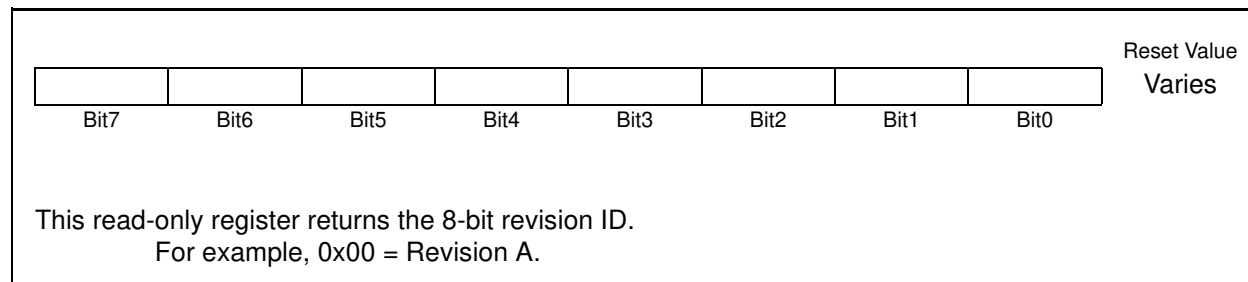 Reset Value
Varies
Bit7 Bit6 Bit5 Bit4 Bit3 Bit2 Bit1 Bit0
This read-only register returns the 8-bit revision ID.
For example, 0x00 = Revision A.